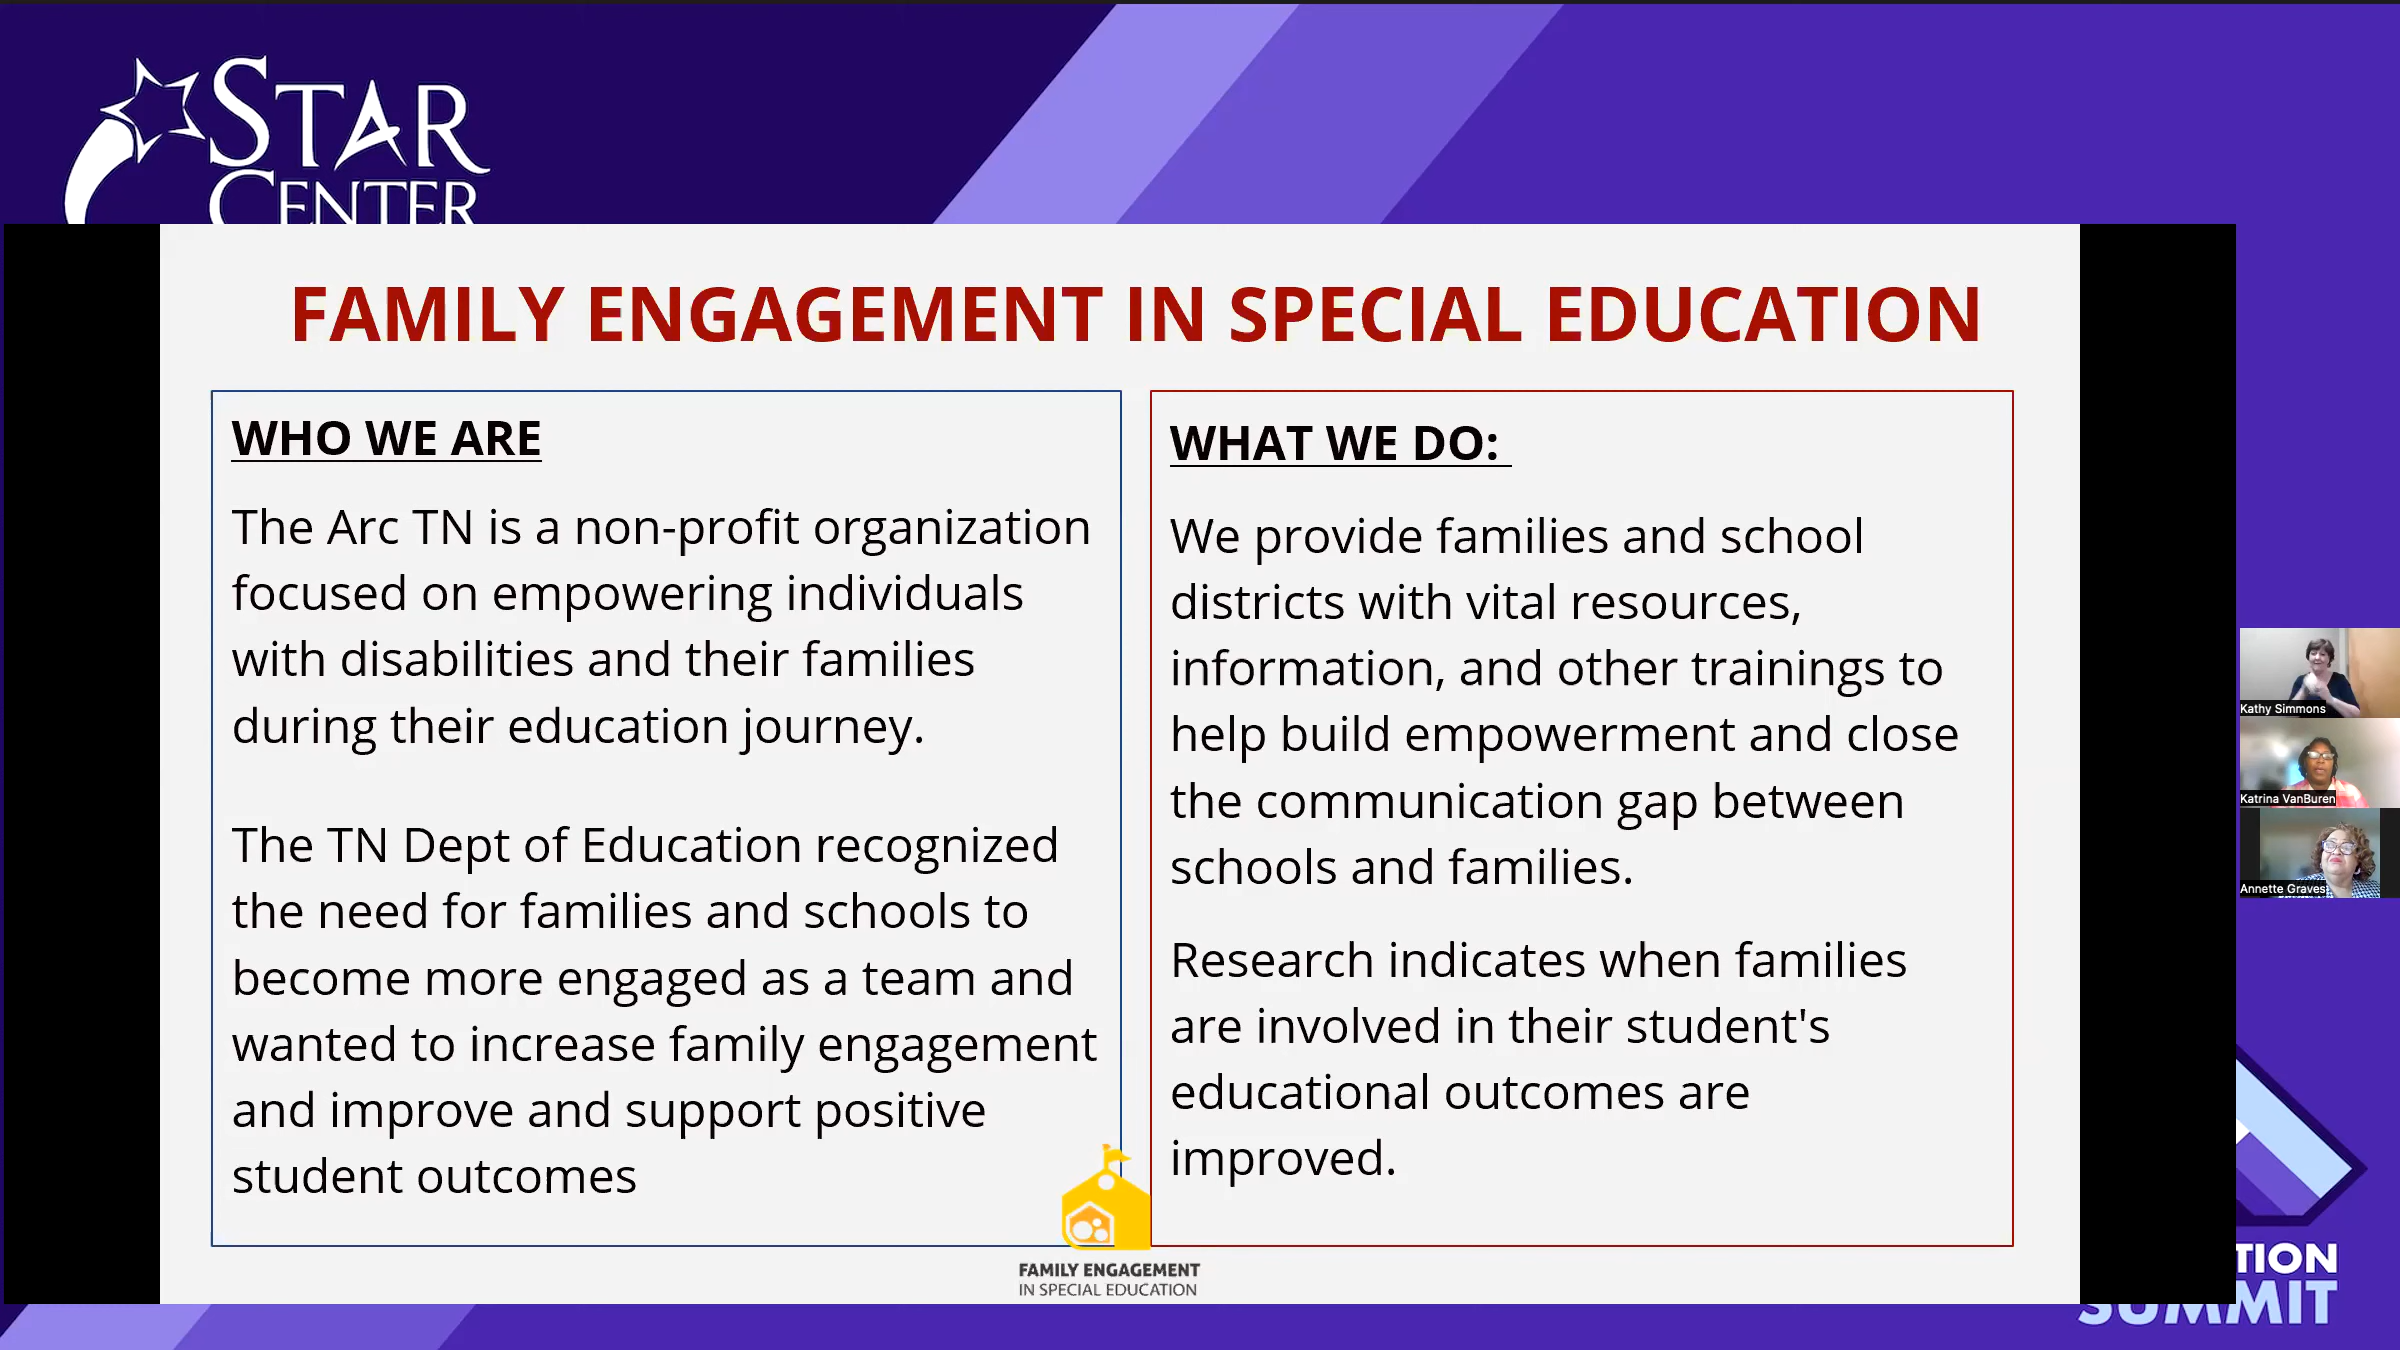 STAR
CENTER
FAMILY ENGAGEMENT IN SPECIAL EDUCATION
WHO WE ARE
The Arc TN is a non-profit organization
focused on empowering individuals
with disabilities and their families
during their education journey.
The TN Dept of Education recognized
the need for families and schools to
become more engaged as a team and
wanted to increase family engagement
and improve and support positive
student outcomes
WHAT WE DO:
We provide families and school
districts with vital resources,
information, and other trainings to
help build empowerment and close
the communication gap between
schools and families.
Research indicates when families
are involved in their student's
educational outcomes are
improved.
FAMILY ENGAGEMENT
IN SPECIAL EDUCATION
Kathy Simmons
Katrina VanBuren
Annette Graves
TION
SUMMIT